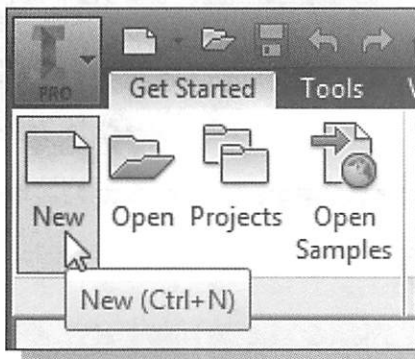 PRO
Get Started Tools
New Open Projects Open
Samples
New (Ctrl+N)